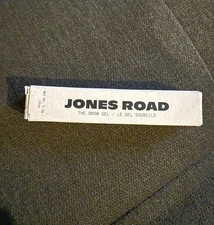 JONES ROAD
THE BROW GEL / LE GEL SOURCILS